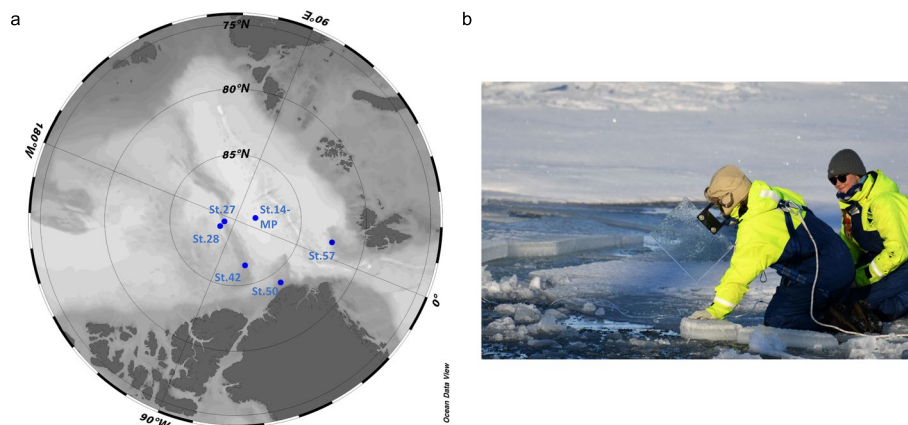 a
b
75°N
90°E
80°N
180°W
85°N
St.27
St.14-
MP
St.28
St.57
St.42
St.50
0°
90°W
Ocean Data View